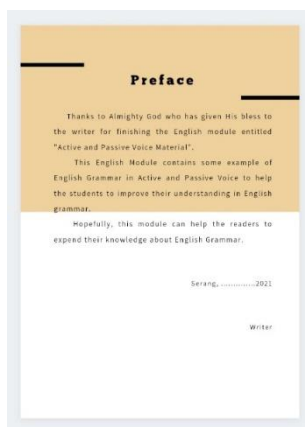 Preface
Thanks to Almighty God who has given His bless to
the writer for finishing the English module entitled
"Active and Passive Voice Material".
This English Module contains some example of
English Grammar in Active and Passive Voice to help
the students to improve their understanding in English
grammar.
Hopefully, this module can help the readers to
expend their knowledge about English Grammar.
Serang, .............2021
Writer